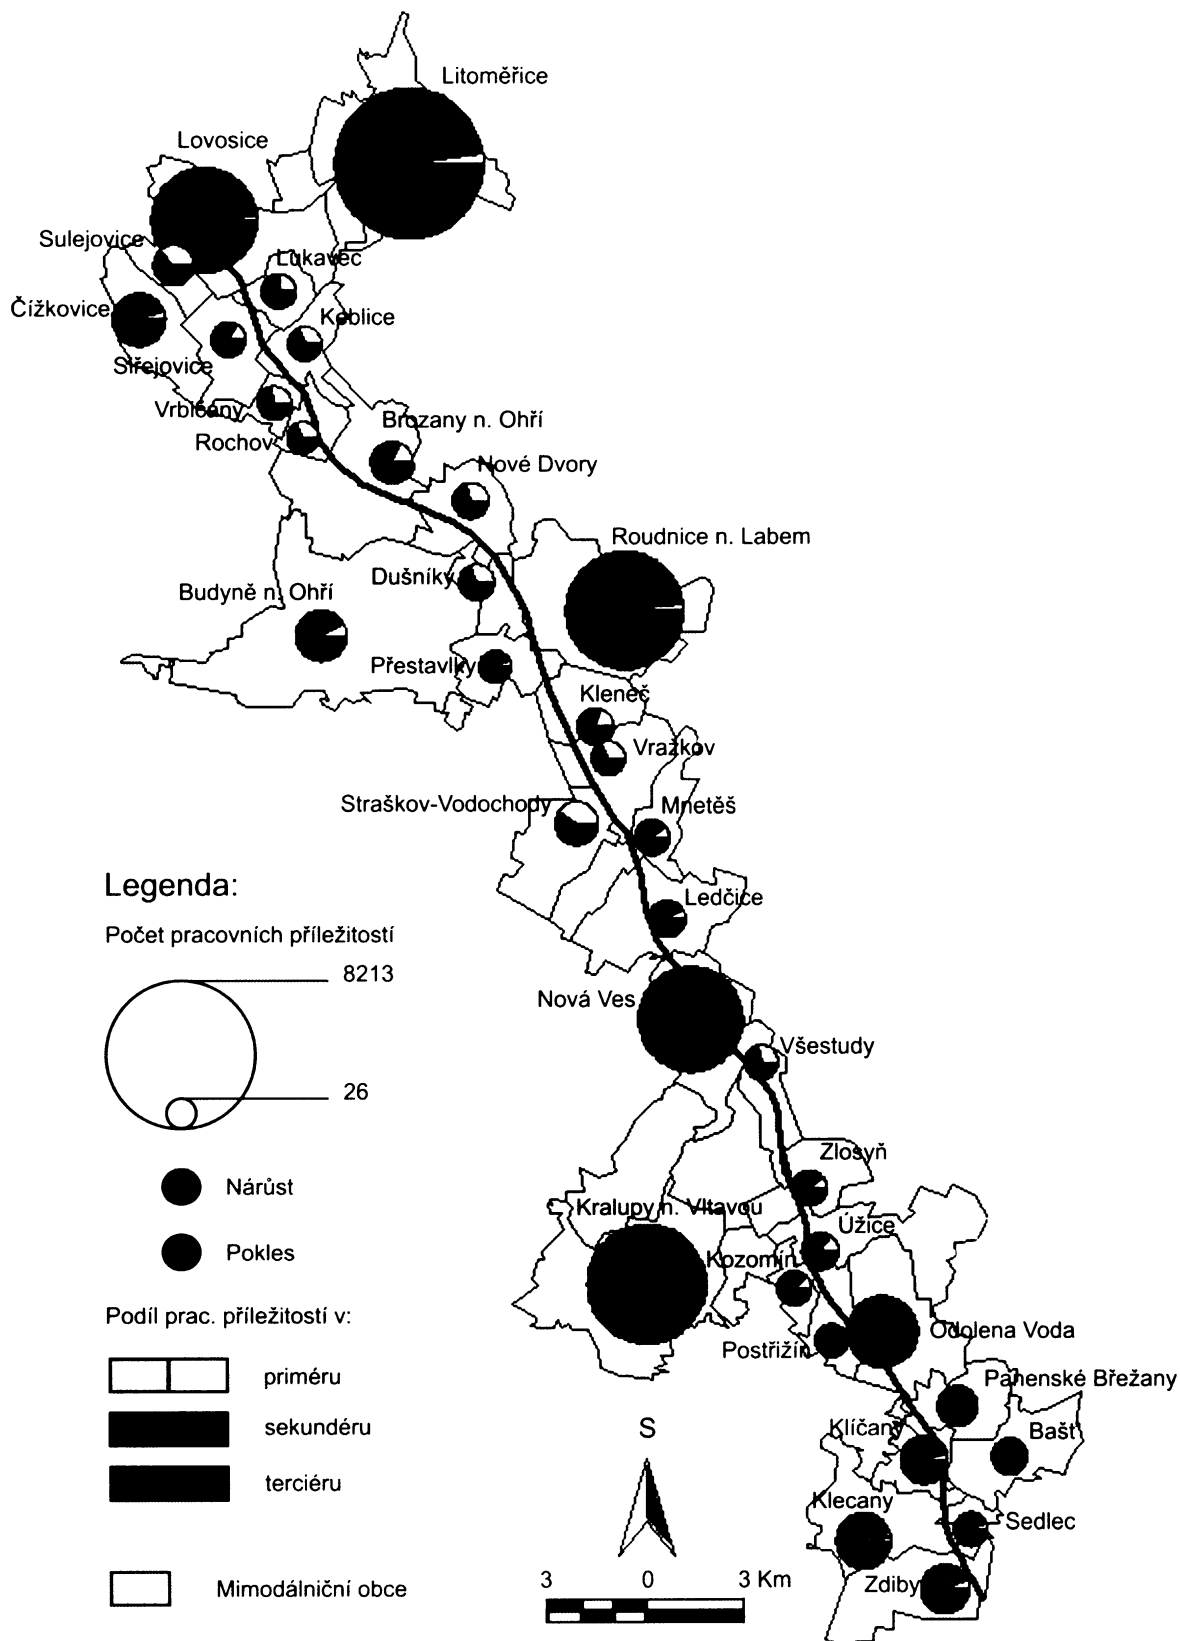 Litoměřice
Lovosice
Sulejovice
Lukavec
Čížkovice
Keblice
Siřejovice
Vrbičany
Brozany n. Ohří
Rochov
Nové Dvory
Roudnice n. Labem
Dušníky
Budyně n. Ohří
Přestavlky
Kleneč
Vražkov
Straškov-Vodochody
Mnetěš
Legenda:
Ledčice
Počet pracovních příležitostí
8213
Nová Ves
Všestudy
26
Zlosyň
Nárůst
Kralupy n. Vltavou
Úžice
Pokles
Kozomín
Podíl prac. příležitostí v:
Odolena Voda
Postřižín
priméru
Panenské Břežany
sekundéru
S
Klíčany
Bašť
terciéru
Klecany
Sedlec
3 0 3 Km
Zdiby
Mimodálniční obce